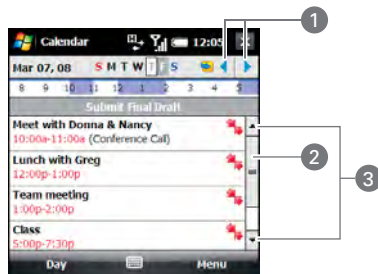 1
Calendar 12:05
Mar 07, 08 S M T W T F S
8 9 10 11 12 1 2 3 4 5
Submit Final Draft
Meet with Donna & Nancy
10:00a-11:00a (Conference Call)
2
Lunch with Greg
12:00p-1:00p
3
Team meeting
1:00p-2:00p
Class
5:00p-7:30p
Day Menu